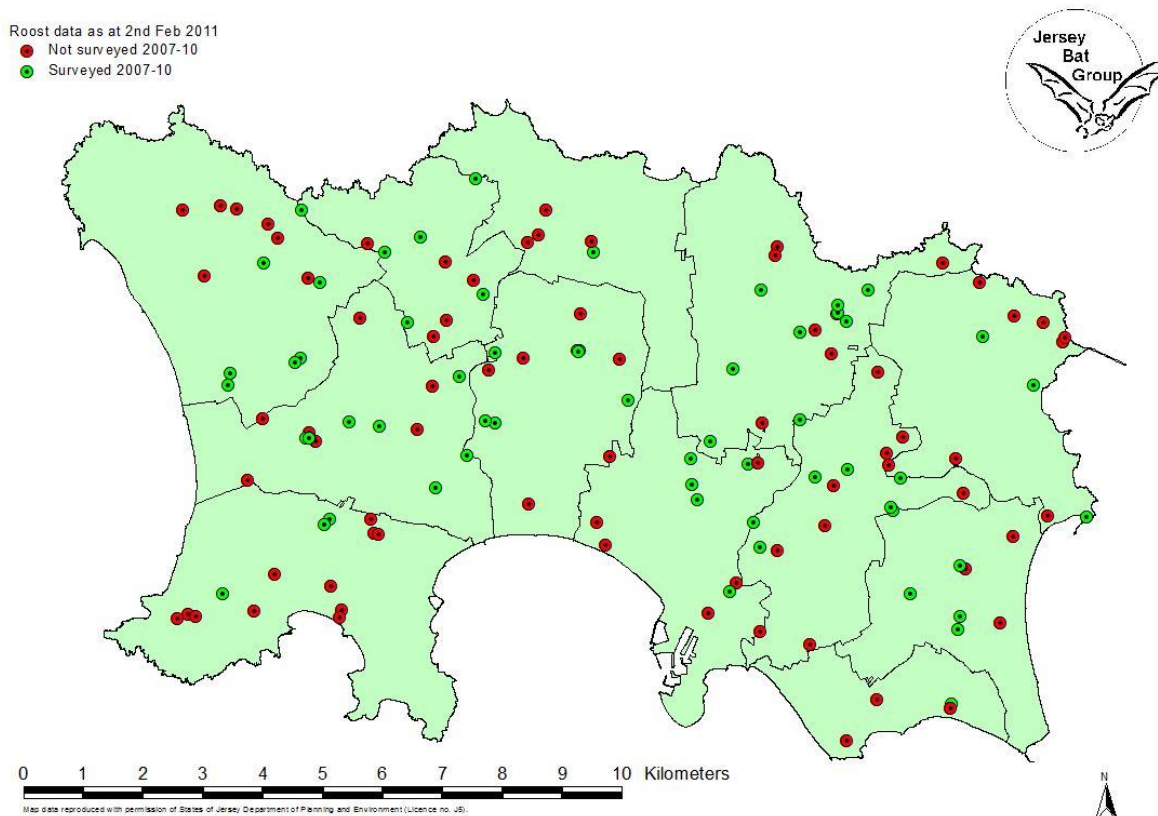 Roost data as at 2nd Feb 2011
Not surveyed 2007-10
Surveyed 2007-10
Jersey
Bat
Group
0 1 2 3 4 5 6 7 8 9 10 Kilometers
Map data reproduced with permission of States of Jersey Department of Planning and Environment (Licence no. J5).
N